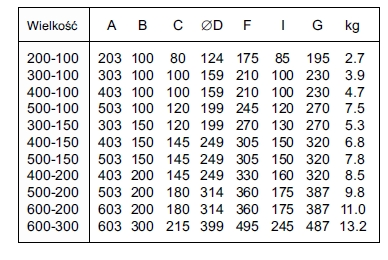 Wielkość A B C ∅D F I G kg
200-100 203 100 80 124 175 85 195 2.7
300-100 303 100 100 159 210 100 230 3.9
400-100 403 100 100 159 210 100 230 4.7
500-100 503 100 120 199 245 120 270 7.5
300-150 303 150 120 199 270 130 270 5.3
400-150 403 150 145 249 305 150 320 6.8
500-150 503 150 145 249 305 150 320 7.8
400-200 403 200 145 249 330 160 320 8.5
500-200 503 200 180 314 360 175 387 9.8
600-200 603 200 180 314 360 175 387 11.0
600-300 603 300 215 399 495 245 487 13.2